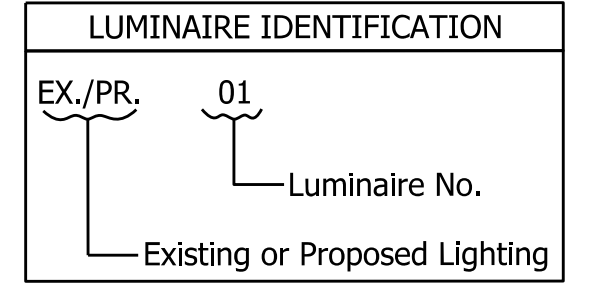 LUMINAIRE IDENTIFICATION
EX./PR. 01
Luminaire No.
Existing or Proposed Lighting